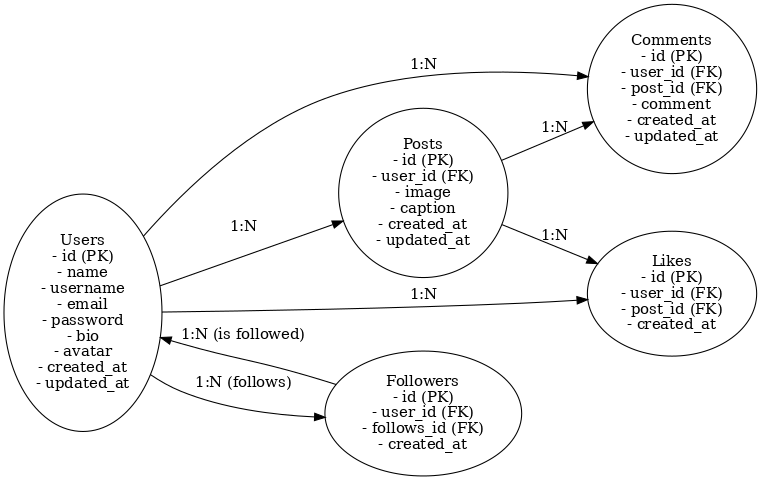 Users
- id (PK)
- name
- username
- email
- password
- bio
- avatar
- created_at
- updated_at
Posts
- id (PK)
- user_id (FK)
- image
- caption
- created_at
- updated_at
Comments
- id (PK)
- user_id (FK)
- post_id (FK)
- comment
- created_at
- updated_at
Likes
- id (PK)
- user_id (FK)
- post_id (FK)
- created_at
Followers
- id (PK)
- user_id (FK)
- follows_id (FK)
- created_at
1:N
1:N
1:N
1:N
1:N
1:N (is followed)
1:N (follows)